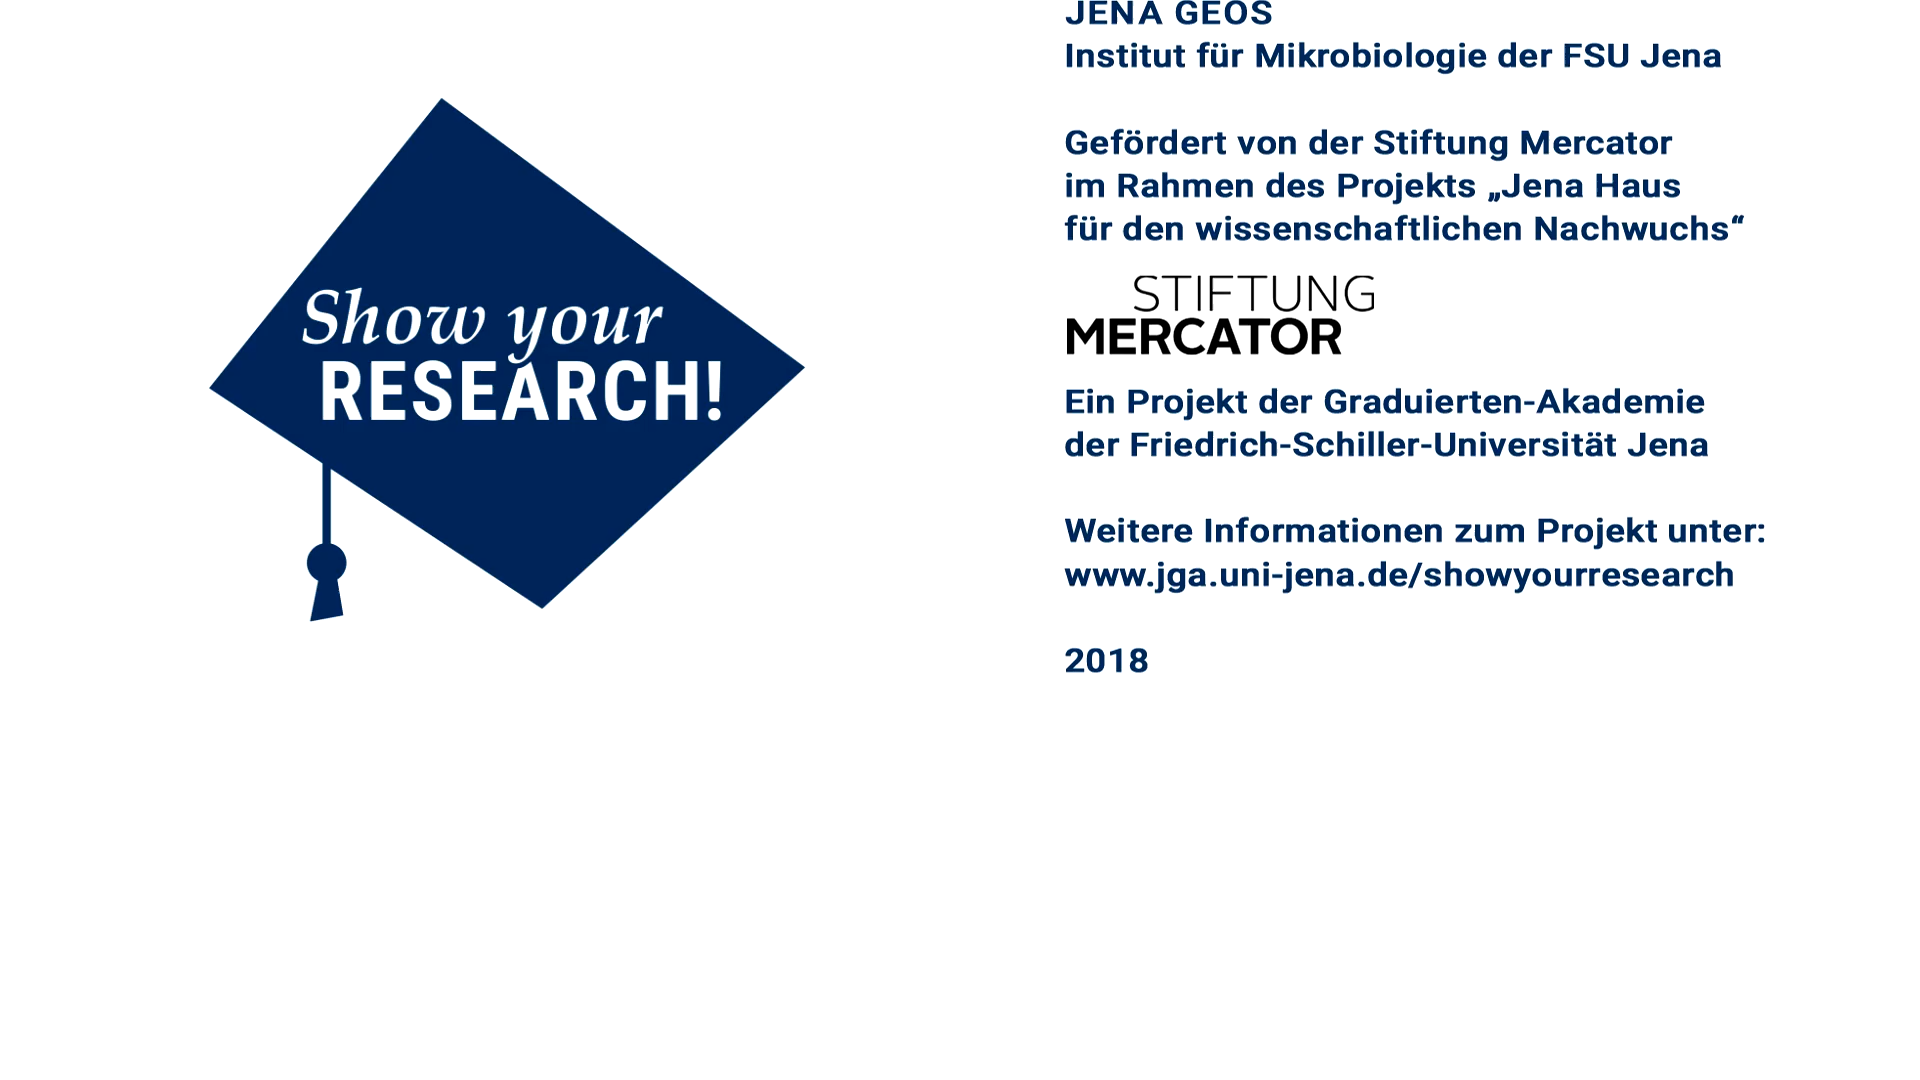 Show your
RESEARCH!
JENA GEOS
Institut für Mikrobiologie der FSU Jena
Gefördert von der Stiftung Mercator
im Rahmen des Projekts „Jena Haus
für den wissenschaftlichen Nachwuchs“
STIFTUNG
MERCATOR
Ein Projekt der Graduierten-Akademie
der Friedrich-Schiller-Universität Jena
Weitere Informationen zum Projekt unter:
www.jga.uni-jena.de/showyourresearch
2018